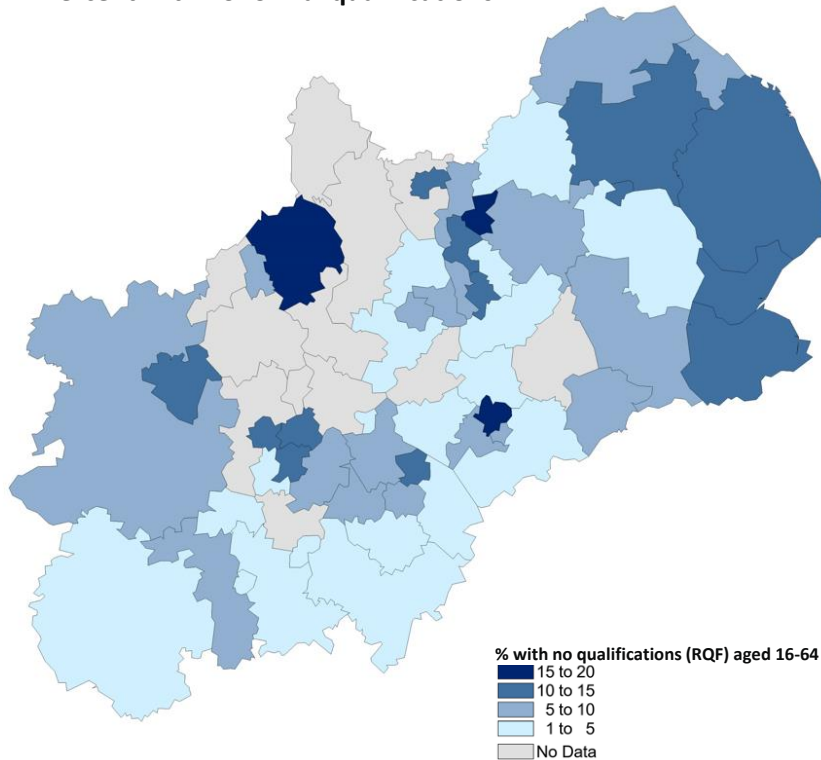 % with no qualifications (RQF) aged 16-64
15 to 20
10 to 15
5 to 10
1 to 5
No Data